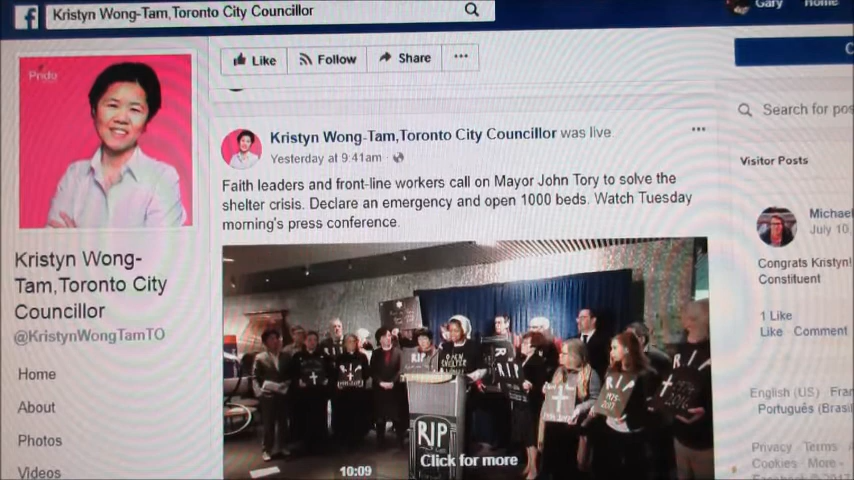 Kristyn Wong-Tam,Toronto City Councillor
Gary
Home
Pride
Like
Follow
Share
Kristyn Wong-Tam,Toronto City Councillor was live
Yesterday at 9:41am
Faith leaders and front-line workers call on Mayor John Tory to solve the
shelter crisis. Declare an emergency and open 1000 beds. Watch Tuesday
morning's press conference.
RIP
RIP
RIP
RIP
10:09
Click for more
Kristyn Wong-
Tam,Toronto City
Councillor
@KristynWongTamTO
Home
About
Photos
Videos
Search for pos
Visitor Posts
Michael
July 10,
Congrats Kristyn!
Constituent
1 Like
Like · Comment
English (US) · Fran
Português (Brasil
Privacy · Terms
Cookies · More